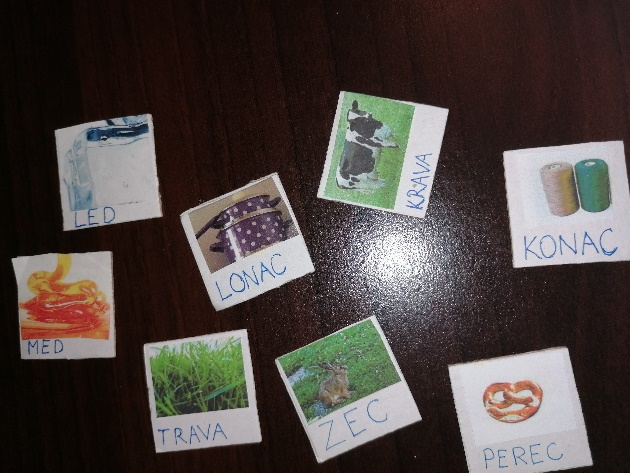 LED
LONAC
KRAVA
KONAC
MED
TRAVA
ZEC
PEREC